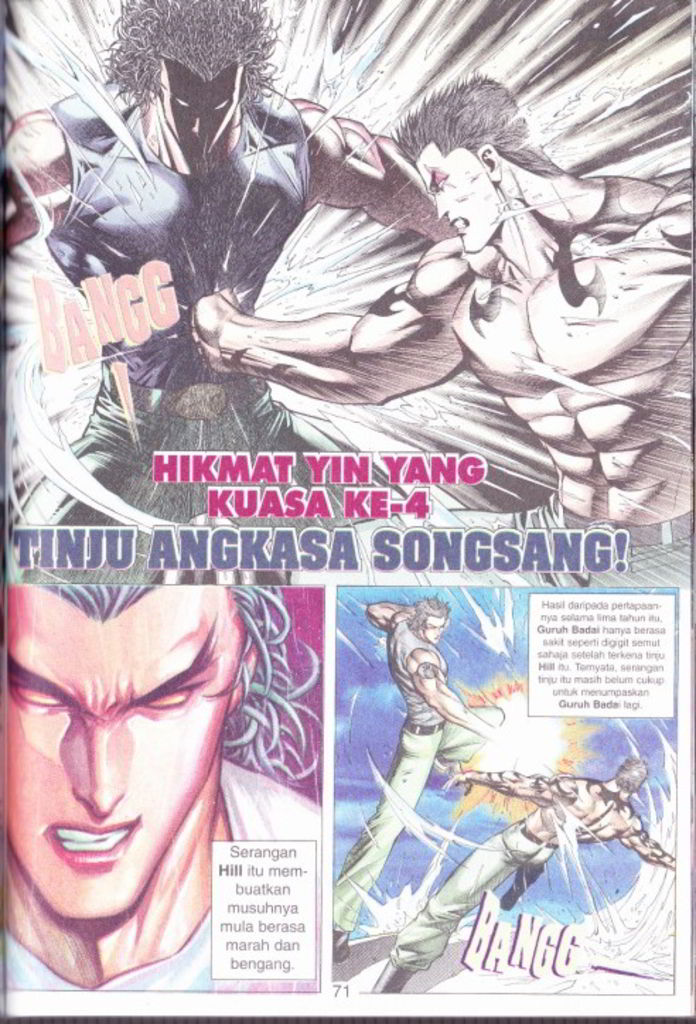 BANGG
!
HIKMAT YIN YANG
KUASA KE-4
TINJU ANGKASA SONGSANG!
Serangan
Hill itu mem-
buatkan
musuhnya
mula berasa
marah dan
bengang.
Hasil daripada pertapaan-
nya selama lima tahun itu,
Guruh Badai hanya berasa
sakit seperti digigit semut
sahaja setelah terkena tinju
Hill itu. Ternyata, serangan
tinju itu masih belum cukup
untuk menumpaskan
Guruh Badai lagi.
BANGG
71